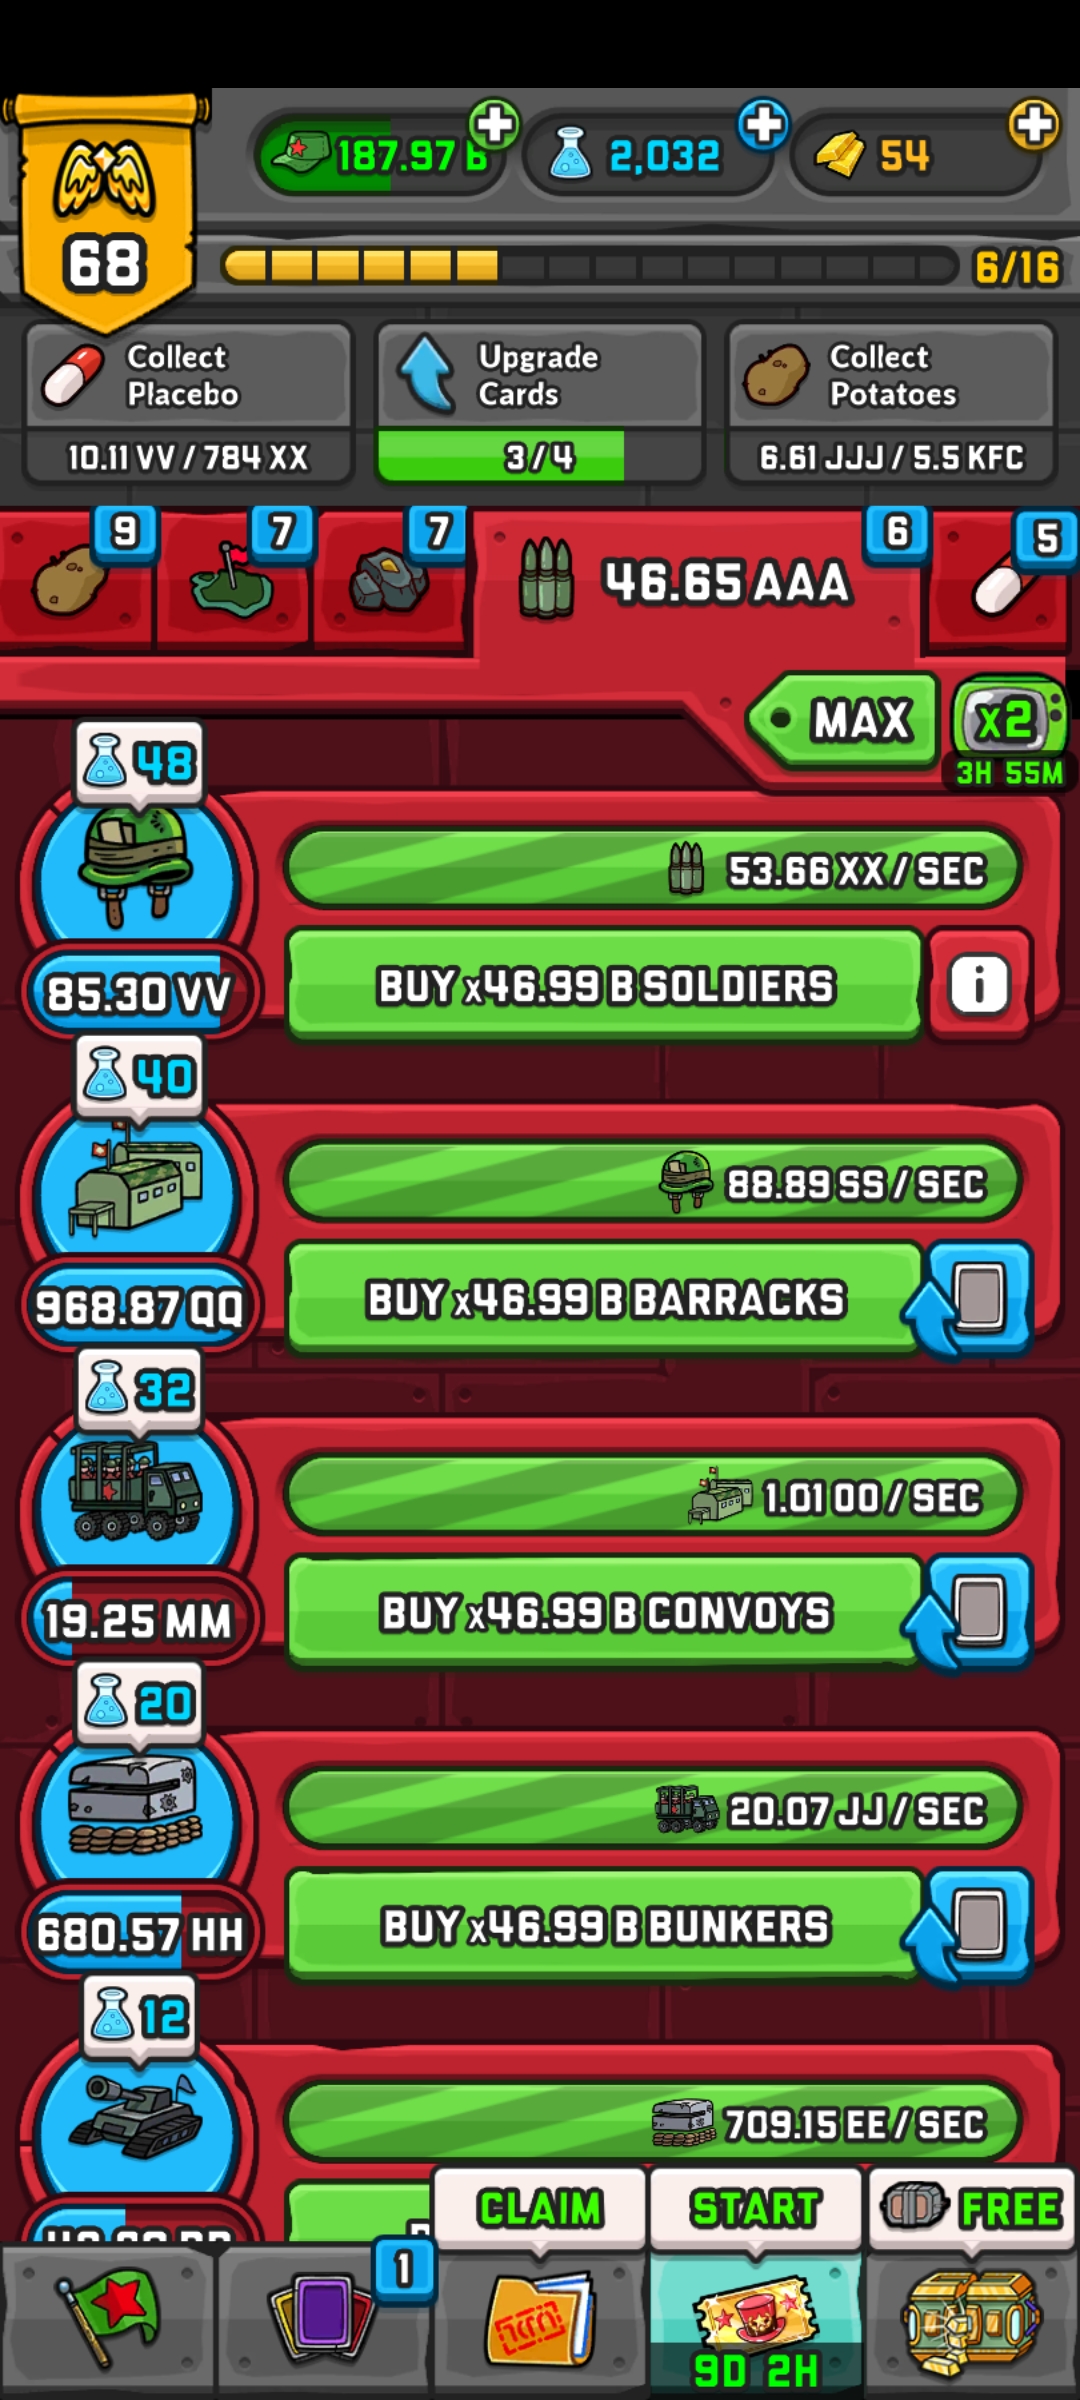 187.97 B
2,032
54
68
6/16
Collect
Placebo
10.11 VV / 784 XX
Upgrade
Cards
3/4
Collect
Potatoes
6.61 JJJ / 5.5 KFC
9
7
7
46.65 AAA
6
5
MAX
x2
3H 55M
48
53.66 XX / SEC
85.30 VV
BUY x46.99 B SOLDIERS
i
40
88.89 SS / SEC
968.87 QQ
BUY x46.99 B BARRACKS
32
1.01 OO / SEC
19.25 MM
BUY x46.99 B CONVOYS
20
20.07 JJ / SEC
680.57 HH
BUY x46.99 B BUNKERS
12
709.15 EE / SEC
CLAIM
START
FREE
1
9D 2H